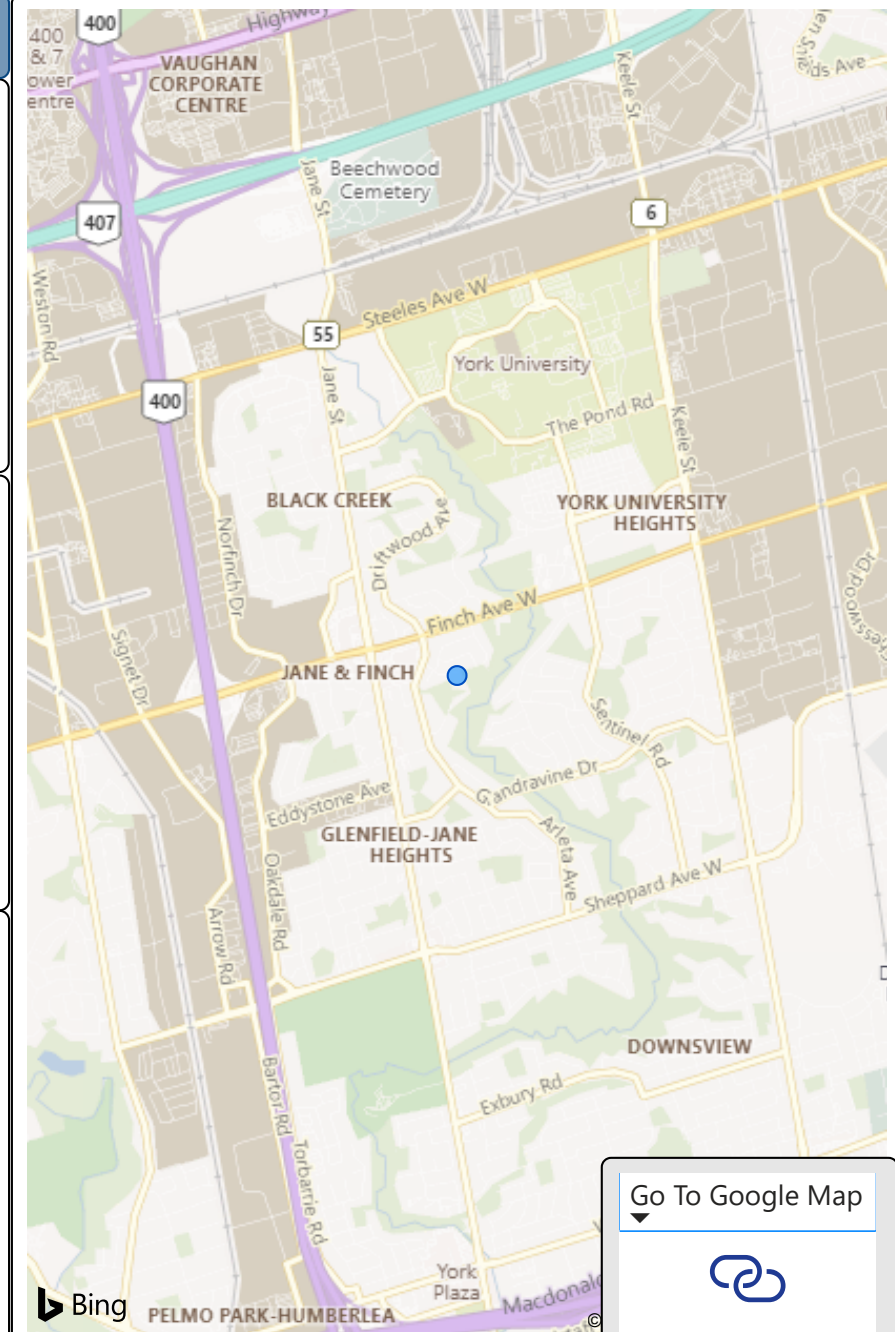 400
Highway
400
& 7
ower
entre
VAUGHAN
CORPORATE
CENTRE
Keele St
ds Ave
Jane St
Beechwood
Cemetery
407
6
Weston Rd
Steeles Ave W
55
York University
400
Jane St
The Pond Rd
Keele St
BLACK CREEK
YORK UNIVERSITY
HEIGHTS
Driftwood Ave
Norfinch Dr
Finch Ave W
Signet Dr
JANE & FINCH
Sentinel Rd
Grandravine Dr
Eddystone Ave
GLENFIELD-JANE
HEIGHTS
Arleta Ave
Oakdale Rd
Sheppard Ave W
Arrow Rd
DOWNSVIEW
Bartor Rd
Exbury Rd
Torbarrie Rd
Go To Google Map
York
Plaza
Macdonald
Bing
PELMO PARK-HUMBERLEA
©